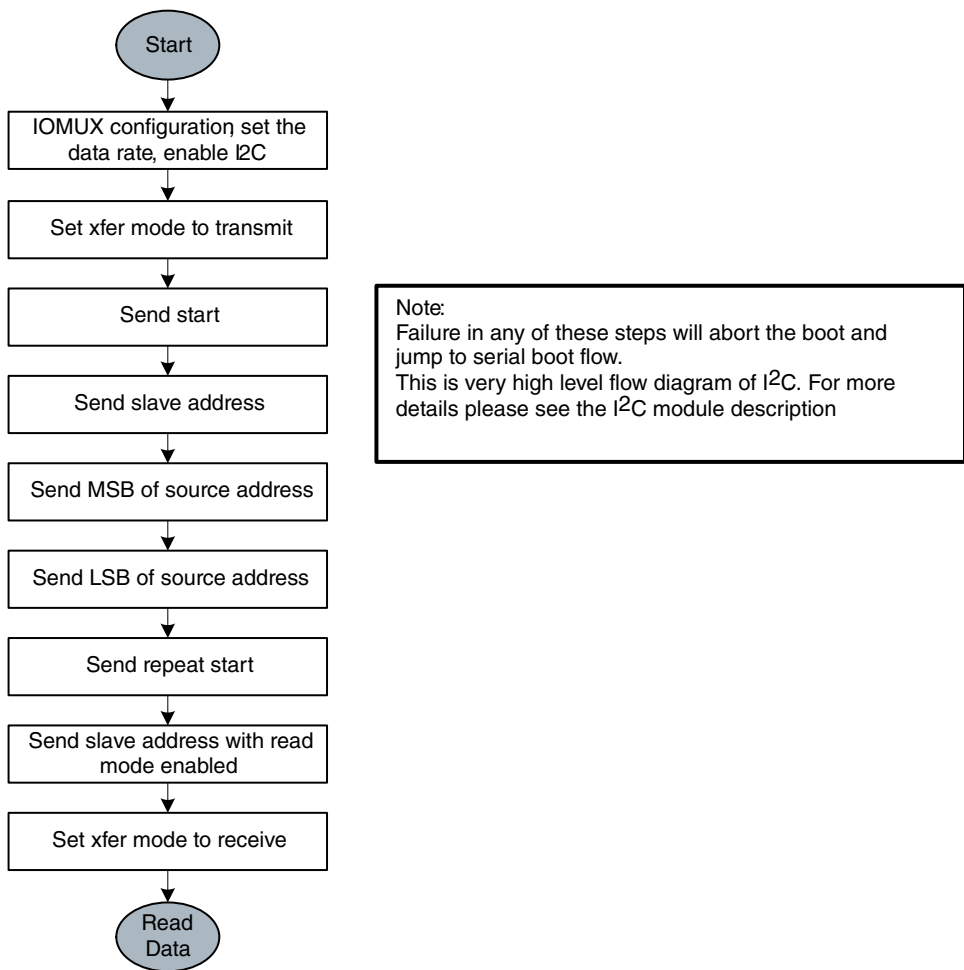 Start
IOMUX configuration, set the
data rate, enable I2C
Set xfer mode to transmit
Send start
Send slave address
Send MSB of source address
Send LSB of source address
Send repeat start
Send slave address with read
mode enabled
Set xfer mode to receive
Read
Data
Note:
Failure in any of these steps will abort the boot and
jump to serial boot flow.
This is very high level flow diagram of I²C. For more
details please see the I²C module description